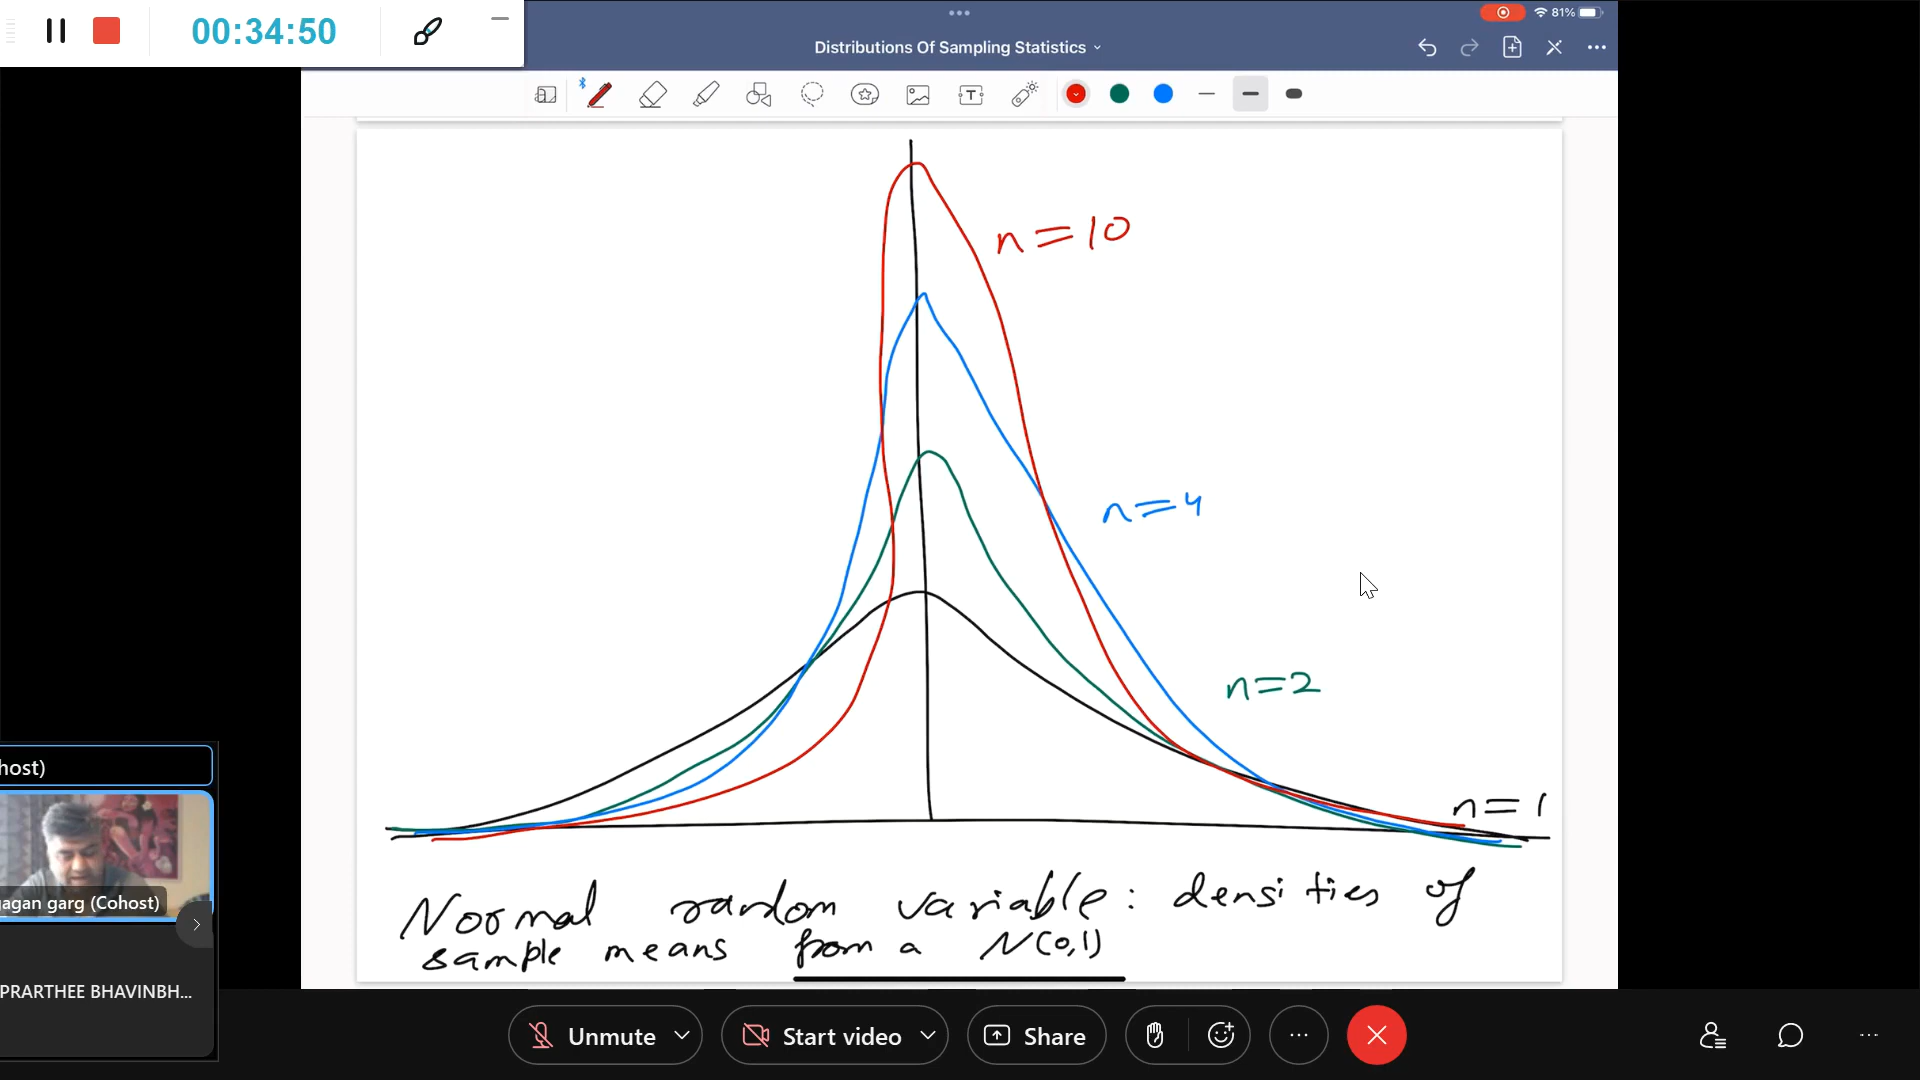 00:34:50
81%
Distributions Of Sampling Statistics
T
n=10
n=4
n=2
n=1
Normal random variable: densities of
sample means from a N(0,1)
host)
gagan garg (Cohost)
PRARTHEE BHAVINBH...
Unmute
Start video
Share